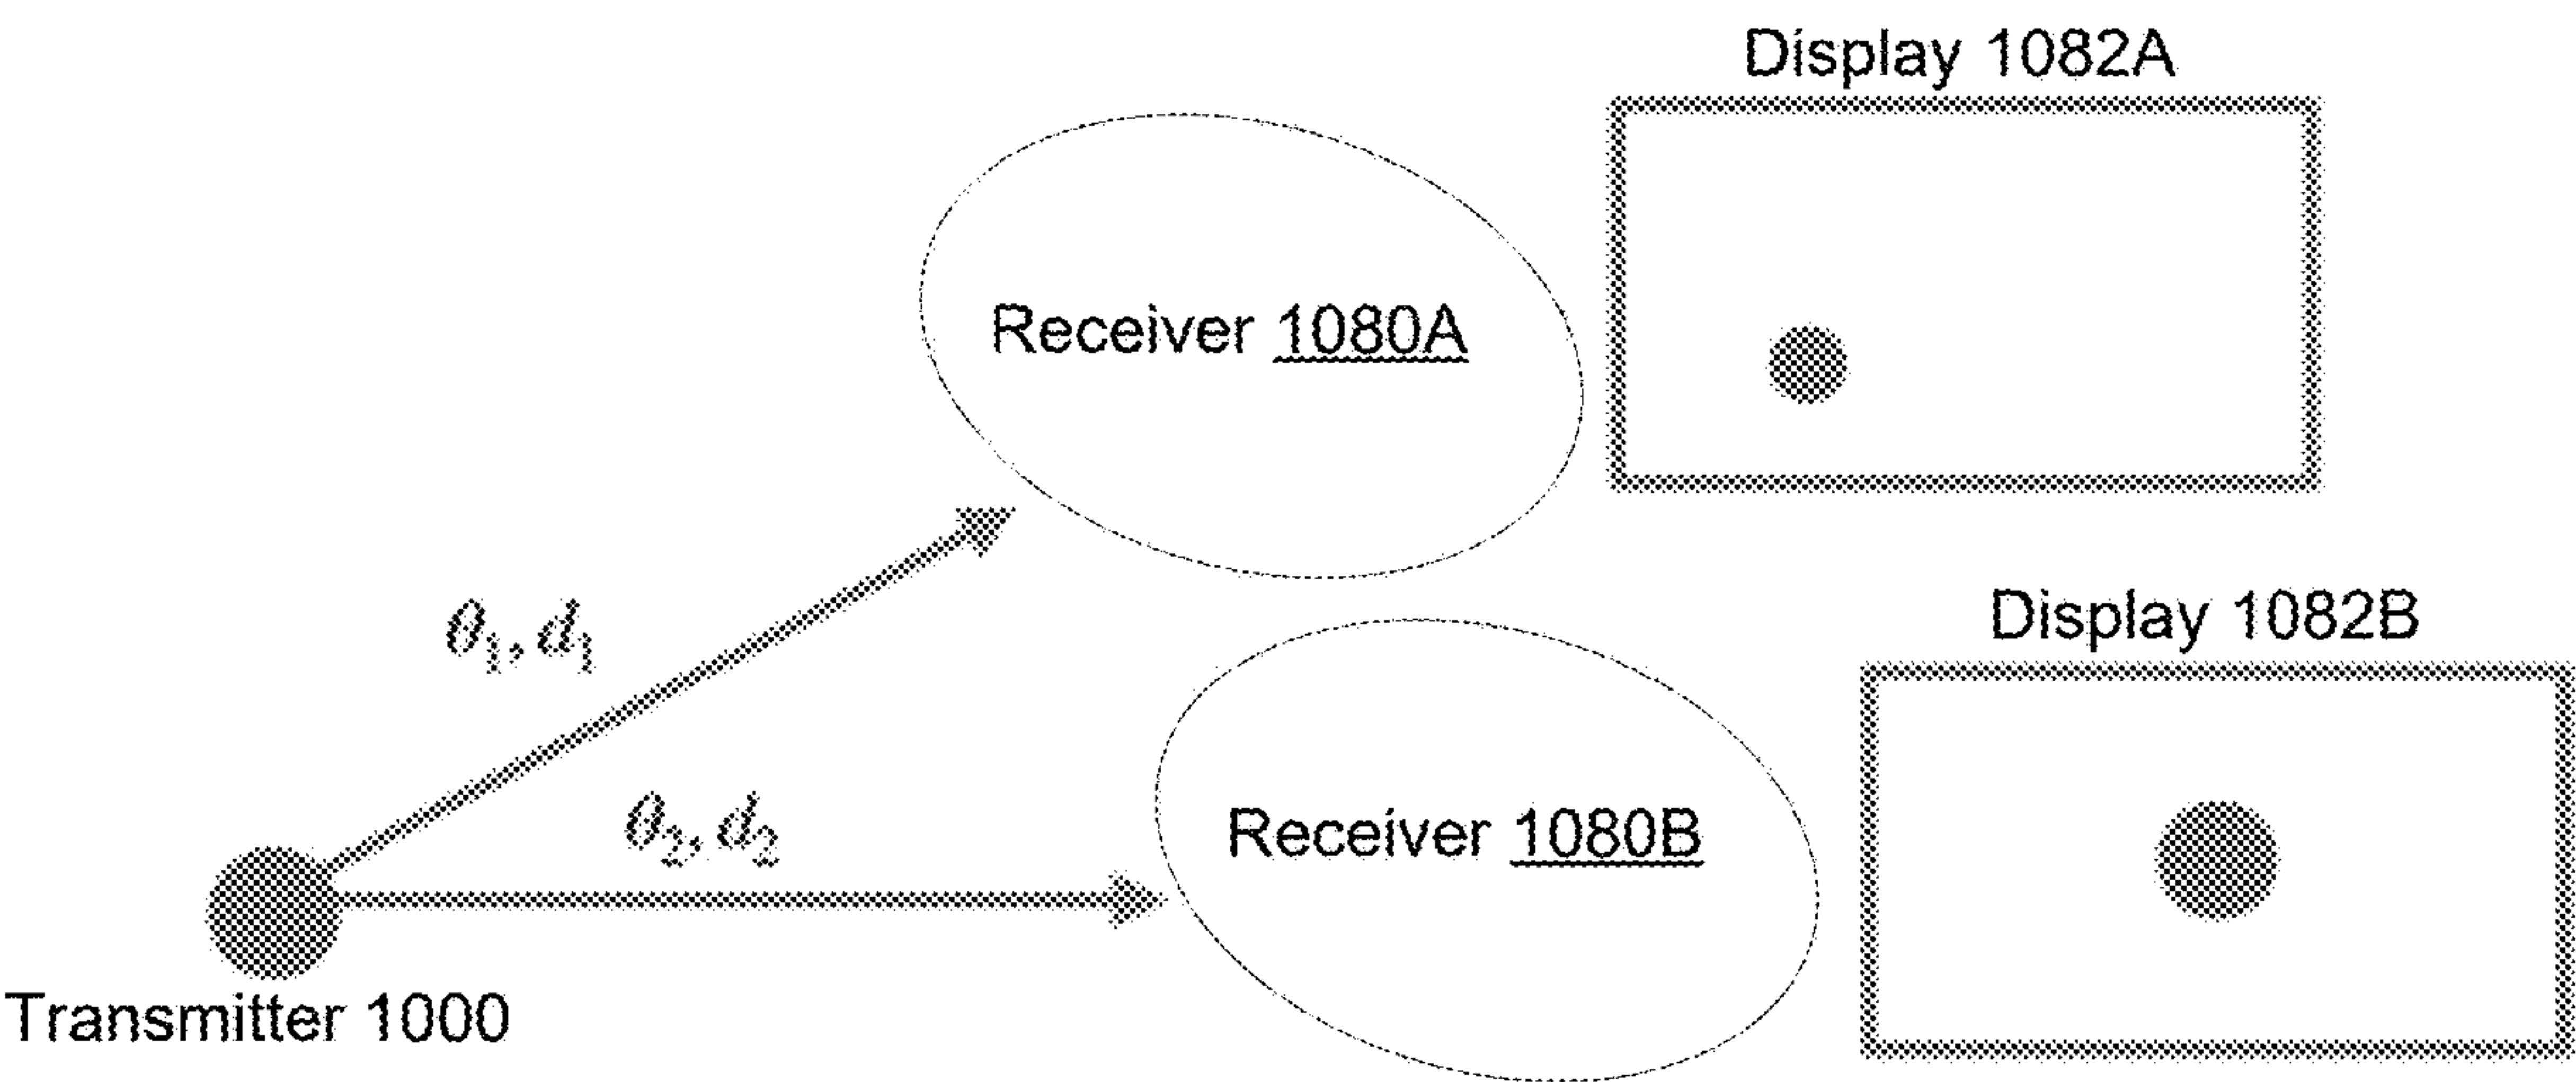 Display 1082A
Receiver 1080A
θ₁, d₁
Display 1082B
θ₂, d₂
Receiver 1080B
Transmitter 1000